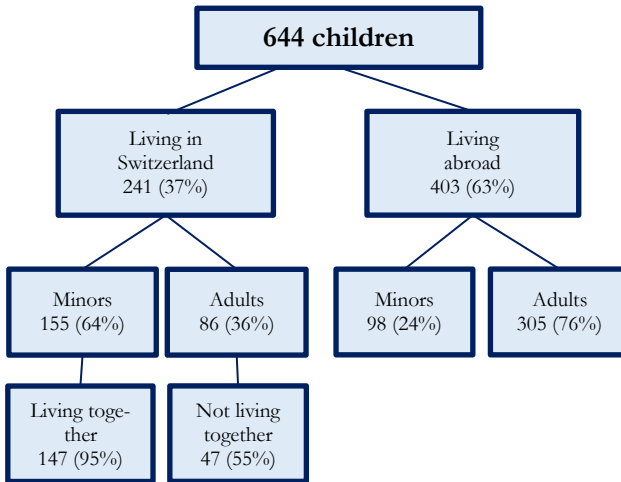 644 children
Living in
Switzerland
241 (37%)
Living
abroad
403 (63%)
Minors
155 (64%)
Adults
86 (36%)
Minors
98 (24%)
Adults
305 (76%)
Living toge-
ther
147 (95%)
Not living
together
47 (55%)